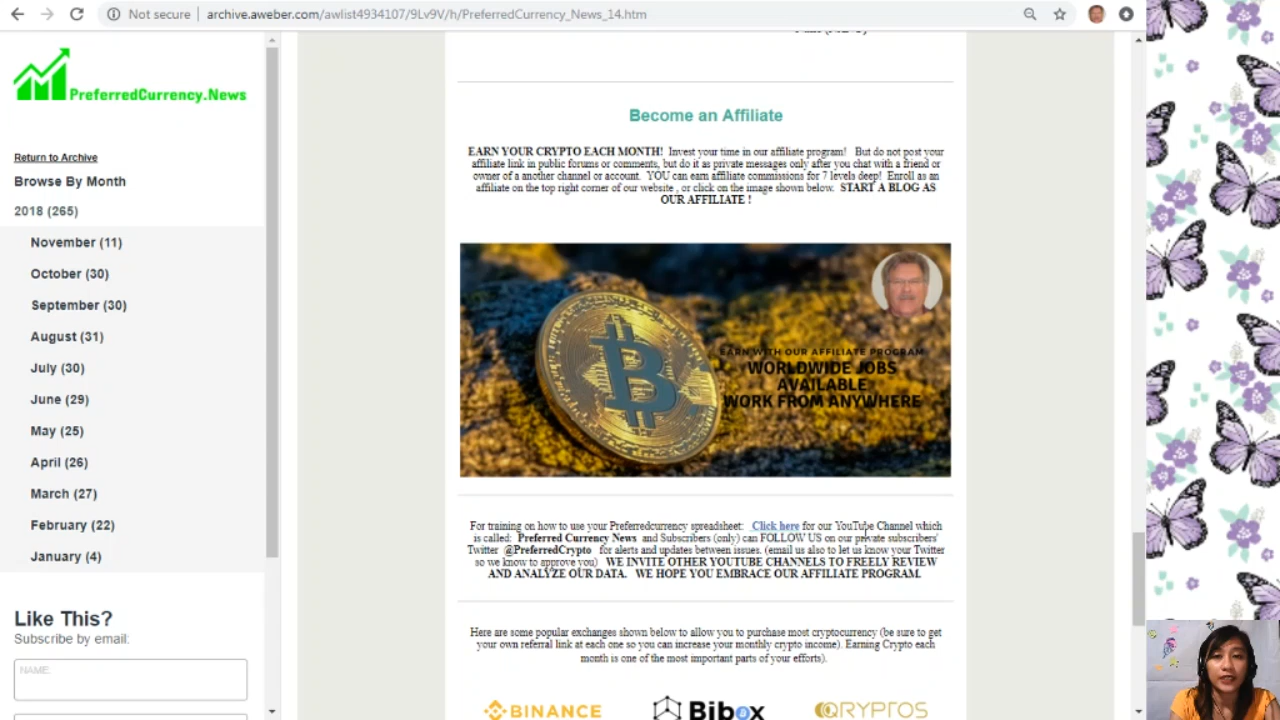 Not secure
archive.aweber.com/awlist4934107/9Lv9V/h/PreferredCurrency_News_14.htm
PreferredCurrency.News
Return to Archive
Browse By Month
2018 (265)
November (11)
October (30)
September (30)
August (31)
July (30)
June (29)
May (25)
April (26)
March (27)
February (22)
January (4)
Like This?
Subscribe by email:
NAME
Become an Affiliate
EARN YOUR CRYPTO EACH MONTH! Invest your time in our affiliate program! But do not post your
affiliate link in public forums or comments, but do it as private messages only after you chat with a friend or
owner of a another channel or account. YOU can earn affiliate commissions for 7 levels deep! Enroll as an
affiliate on the top right corner of our website , or click on the image shown below. START A BLOG AS
OUR AFFILIATE !
EARN WITH OUR AFFILIATE PROGRAM
WORLDWIDE JOBS
AVAILABLE
WORK FROM ANYWHERE
For training on how to use your Preferredcurrency spreadsheet: Click here for our YouTube Channel which
is called: Preferred Currency News and Subscribers (only) can FOLLOW US on our private subscribers'
Twitter @PreferredCrypto for alerts and updates between issues. (email us also to let us know your Twitter
so we know to approve you) WE INVITE OTHER YOUTUBE CHANNELS TO FREELY REVIEW
AND ANALYZE OUR DATA. WE HOPE YOU EMBRACE OUR AFFILIATE PROGRAM.
Here are some popular exchanges shown below to allow you to purchase most cryptocurrency (be sure to get
your own referral link at each one so you can increase your monthly crypto income). Earning Crypto each
month is one of the most important parts of your efforts).
BINANCE
Bibox
QRYPTOS